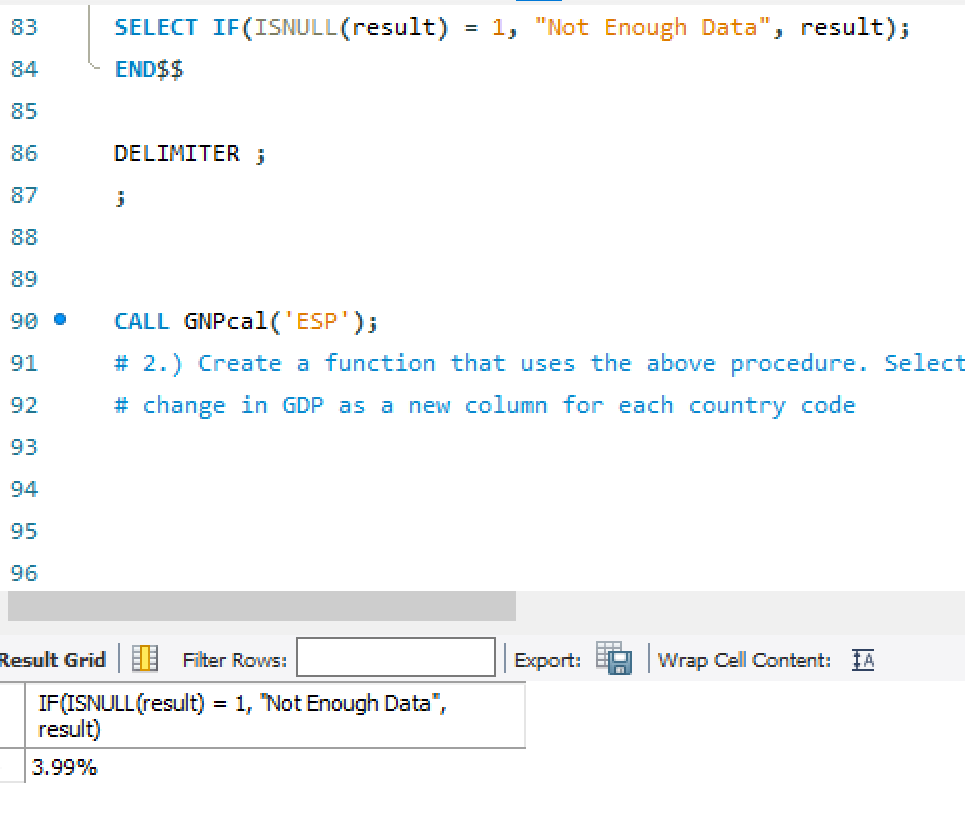 83 SELECT IF(ISNULL(result) = 1, "Not Enough Data", result);
84 END$$
85
86 DELIMITER ;
87 ;
88
89
90 CALL GNPcal('ESP');
91 # 2.) Create a function that uses the above procedure. Select
92 # change in GDP as a new column for each country code
93
94
95
96
Result Grid Filter Rows: Export: Wrap Cell Content: IA
IF(ISNULL(result) = 1, "Not Enough Data",
result)
3.99%